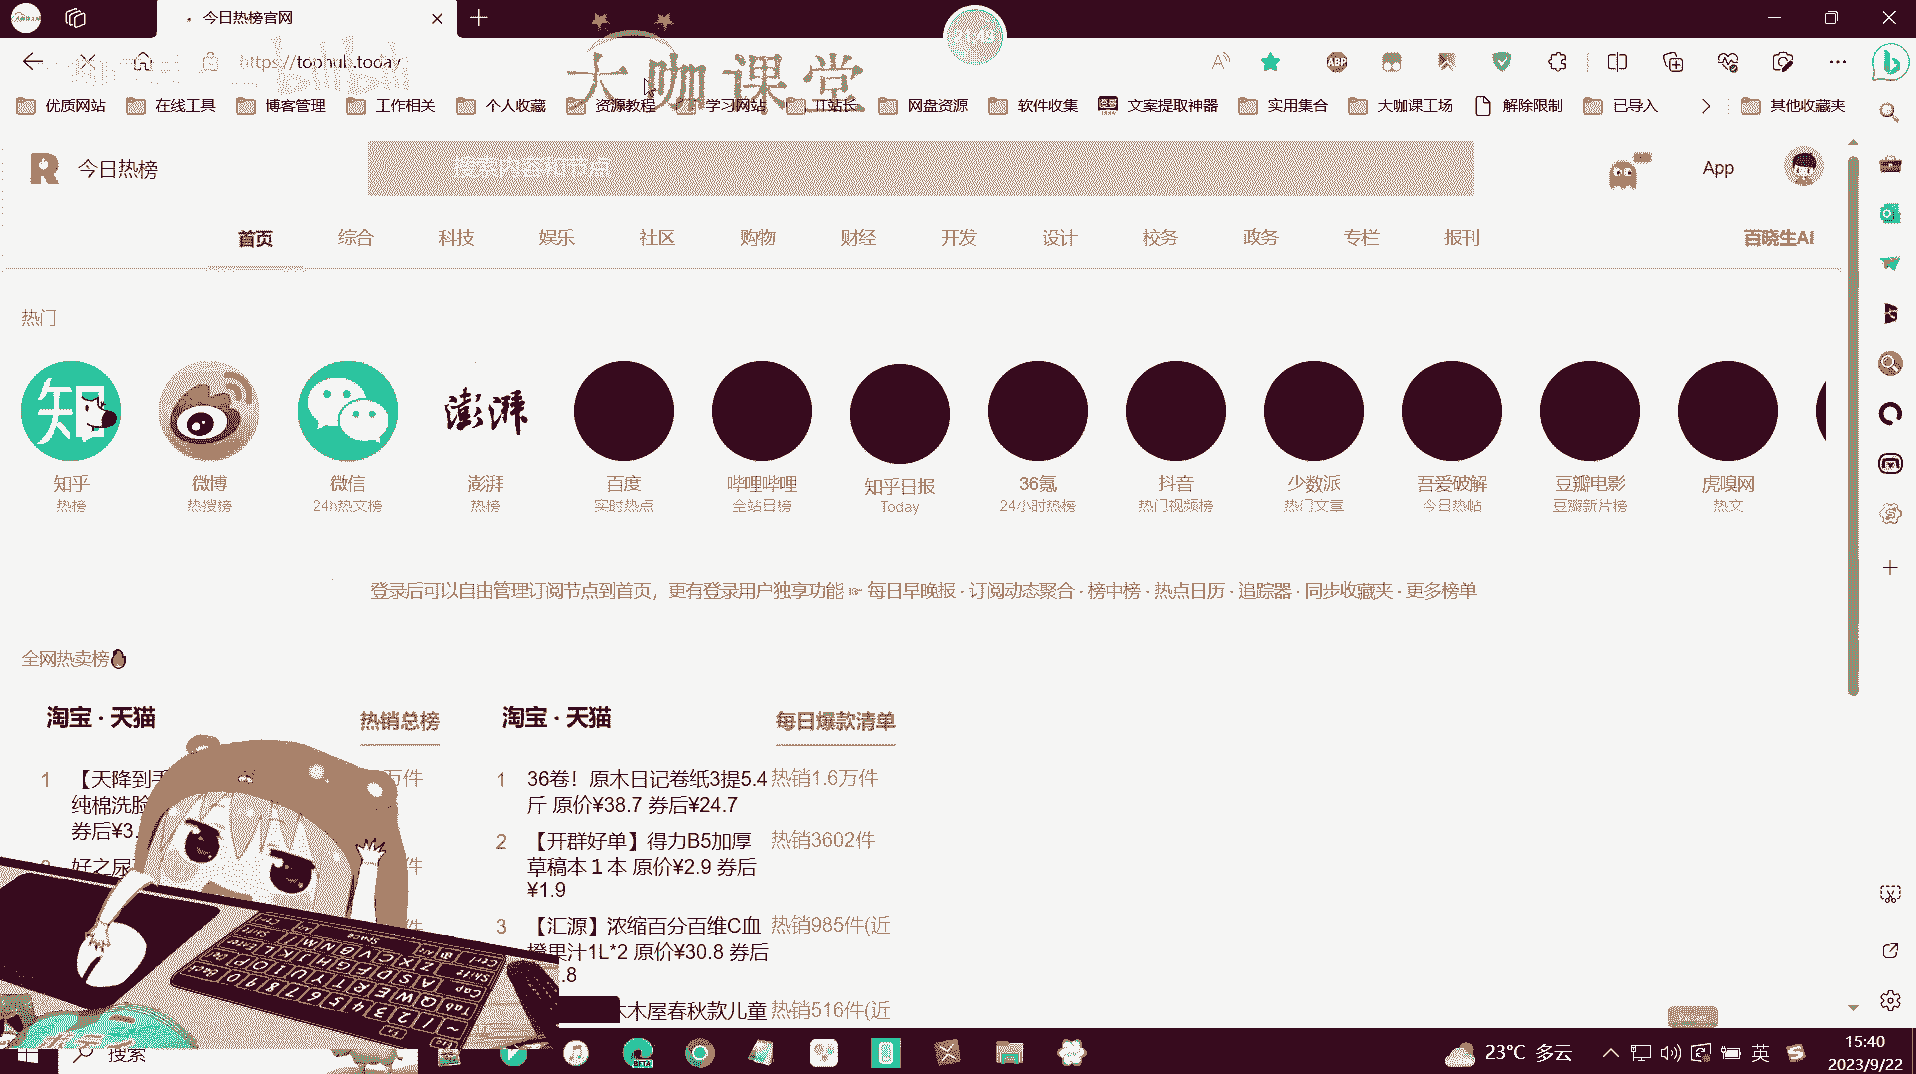 今日热榜官网
https://tophub.today
大咖课堂
优质网站 在线工具 博客管理 工作相关 个人收藏 资源教程 学习网站 IT站长 网盘资源 软件收集 文案提取神器 实用集合 大咖课工场 解除限制 已导入 其他收藏夹
今日热榜
搜索内容和节点
App
首页 综合 科技 娱乐 社区 购物 财经 开发 设计 校务 政务 专栏 报刊 百晓生AI
热门
知乎 微博 微信 澎湃 百度 哔哩哔哩 知乎日报 36氪 抖音 少数派 吾爱破解 豆瓣电影 虎嗅网
热榜 热搜榜 24h热文榜 热榜 实时热点 全站日榜 Today 24小时热榜 热门视频榜 热门文章 今日热帖 豆瓣新片榜 热文
登录后可以自由管理订阅节点到首页，更有登录用户独享功能 ☞ 每日早晚报 · 订阅动态聚合 · 榜中榜 · 热点日历 · 追踪器 · 同步收藏夹 · 更多榜单
全网热卖榜
淘宝 · 天猫 热销总榜
1 【天降到手
纯棉洗脸
券后¥3.
万件
好之尿
件
淘宝 · 天猫 每日爆款清单
1 36卷！原木日记卷纸3提5.4 热销1.6万件
斤 原价¥38.7 券后¥24.7
2 【开群好单】得力B5加厚 热销3602件
草稿本１本 原价¥2.9 券后
¥1.9
3 【汇源】浓缩百分百维C血 热销985件(近
橙果汁1L*2 原价¥30.8 券后
.8
木屋春秋款儿童 热销516件(近
搜索
23°C 多云
英
15:40
2023/9/22